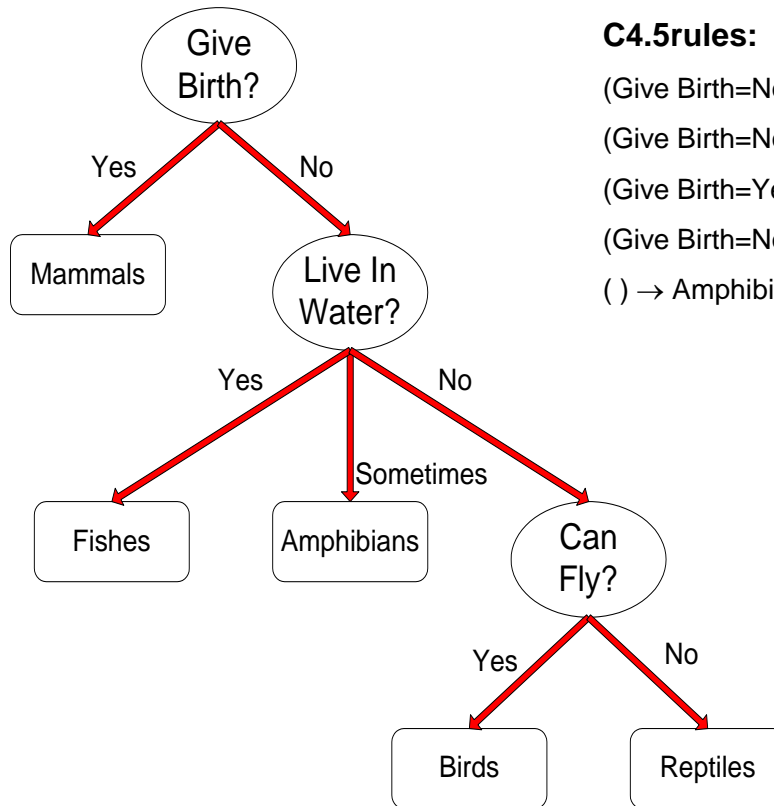 Give
Birth?
Yes
No
Mammals
Live In
Water?
Yes
No
Sometimes
Fishes
Amphibians
Can
Fly?
Yes
No
Birds
Reptiles
C4.5rules:
(Give Birth=No
(Give Birth=No
(Give Birth=Ye
(Give Birth=No
( ) → Amphibi